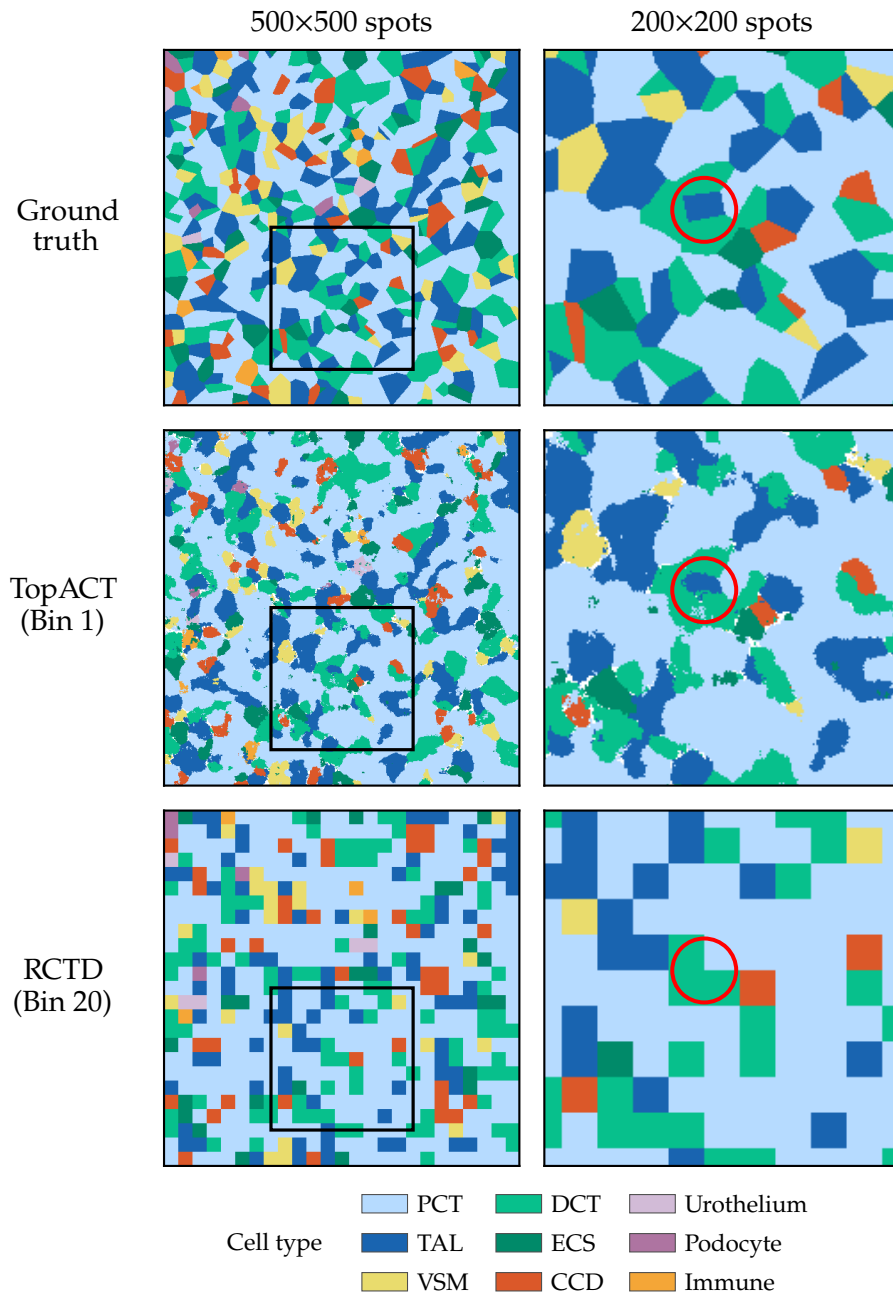 500×500 spots
200×200 spots
Ground
truth
TopACT
(Bin 1)
RCTD
(Bin 20)
Cell type
PCT
DCT
Urothelium
TAL
ECS
Podocyte
VSM
CCD
Immune